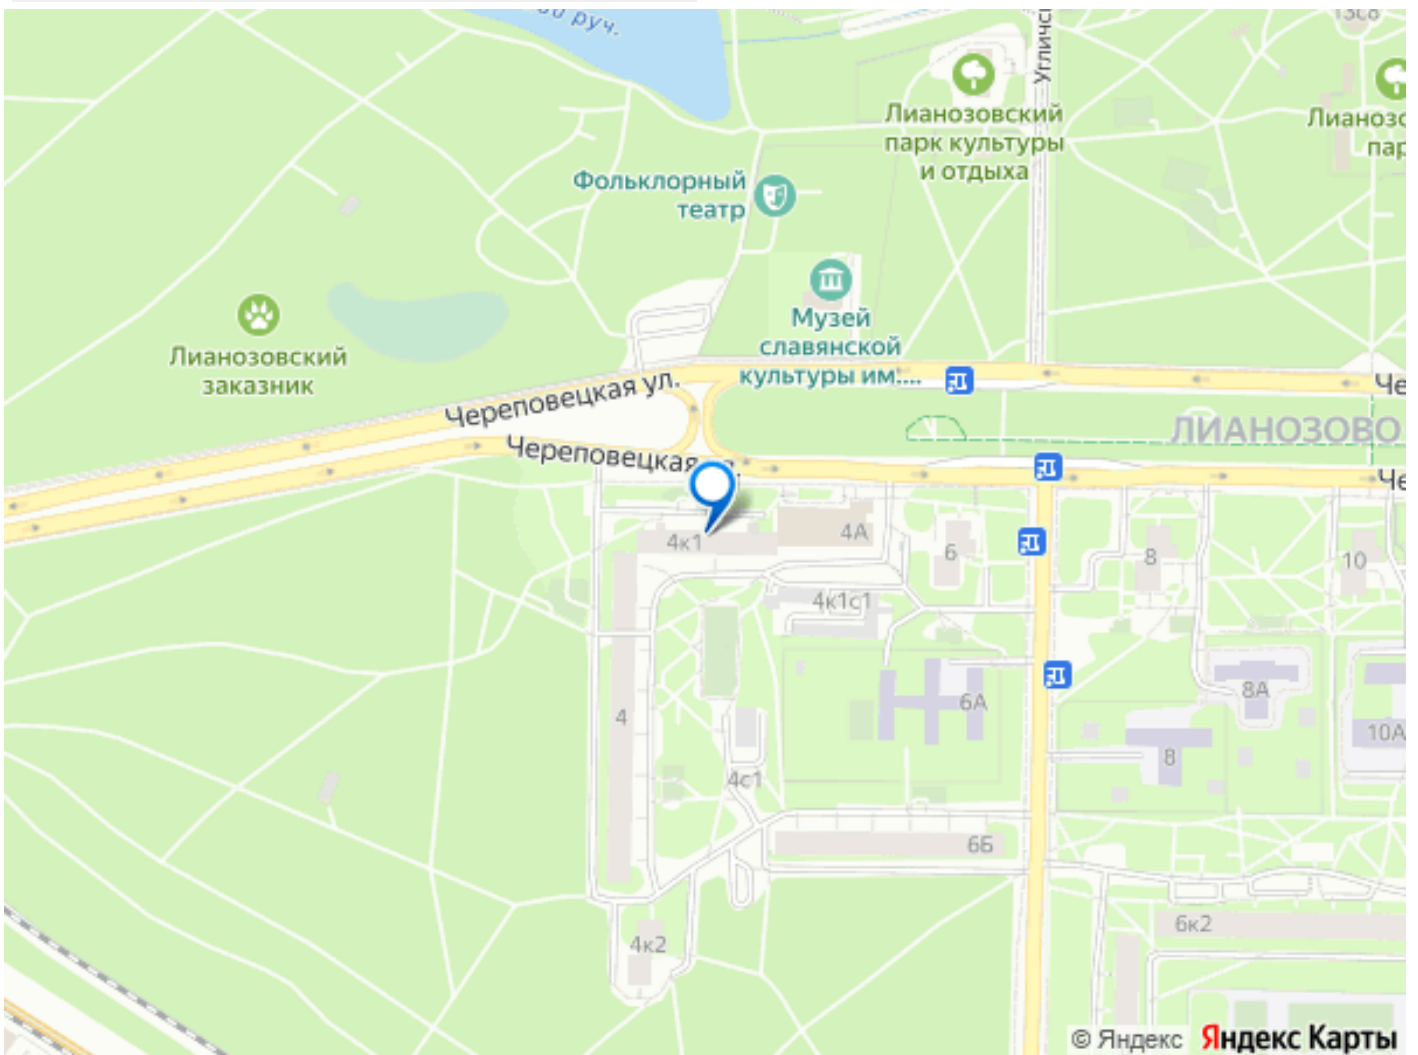 руч.
Угличс
13с8
Лианозовский
парк культуры
и отдыха
Лианозо
пар
Фольклорный
театр
Музей
славянской
культуры им....
Лианозовский
заказник
Череповецкая ул.
Че
ЛИАНОЗОВО
Череповецкая
Че
4к1
4А
6
8
10
4к1с1
4
6А
8А
10А
8
4с1
6Б
6к2
4к2
© Яндекс Яндекс Карты